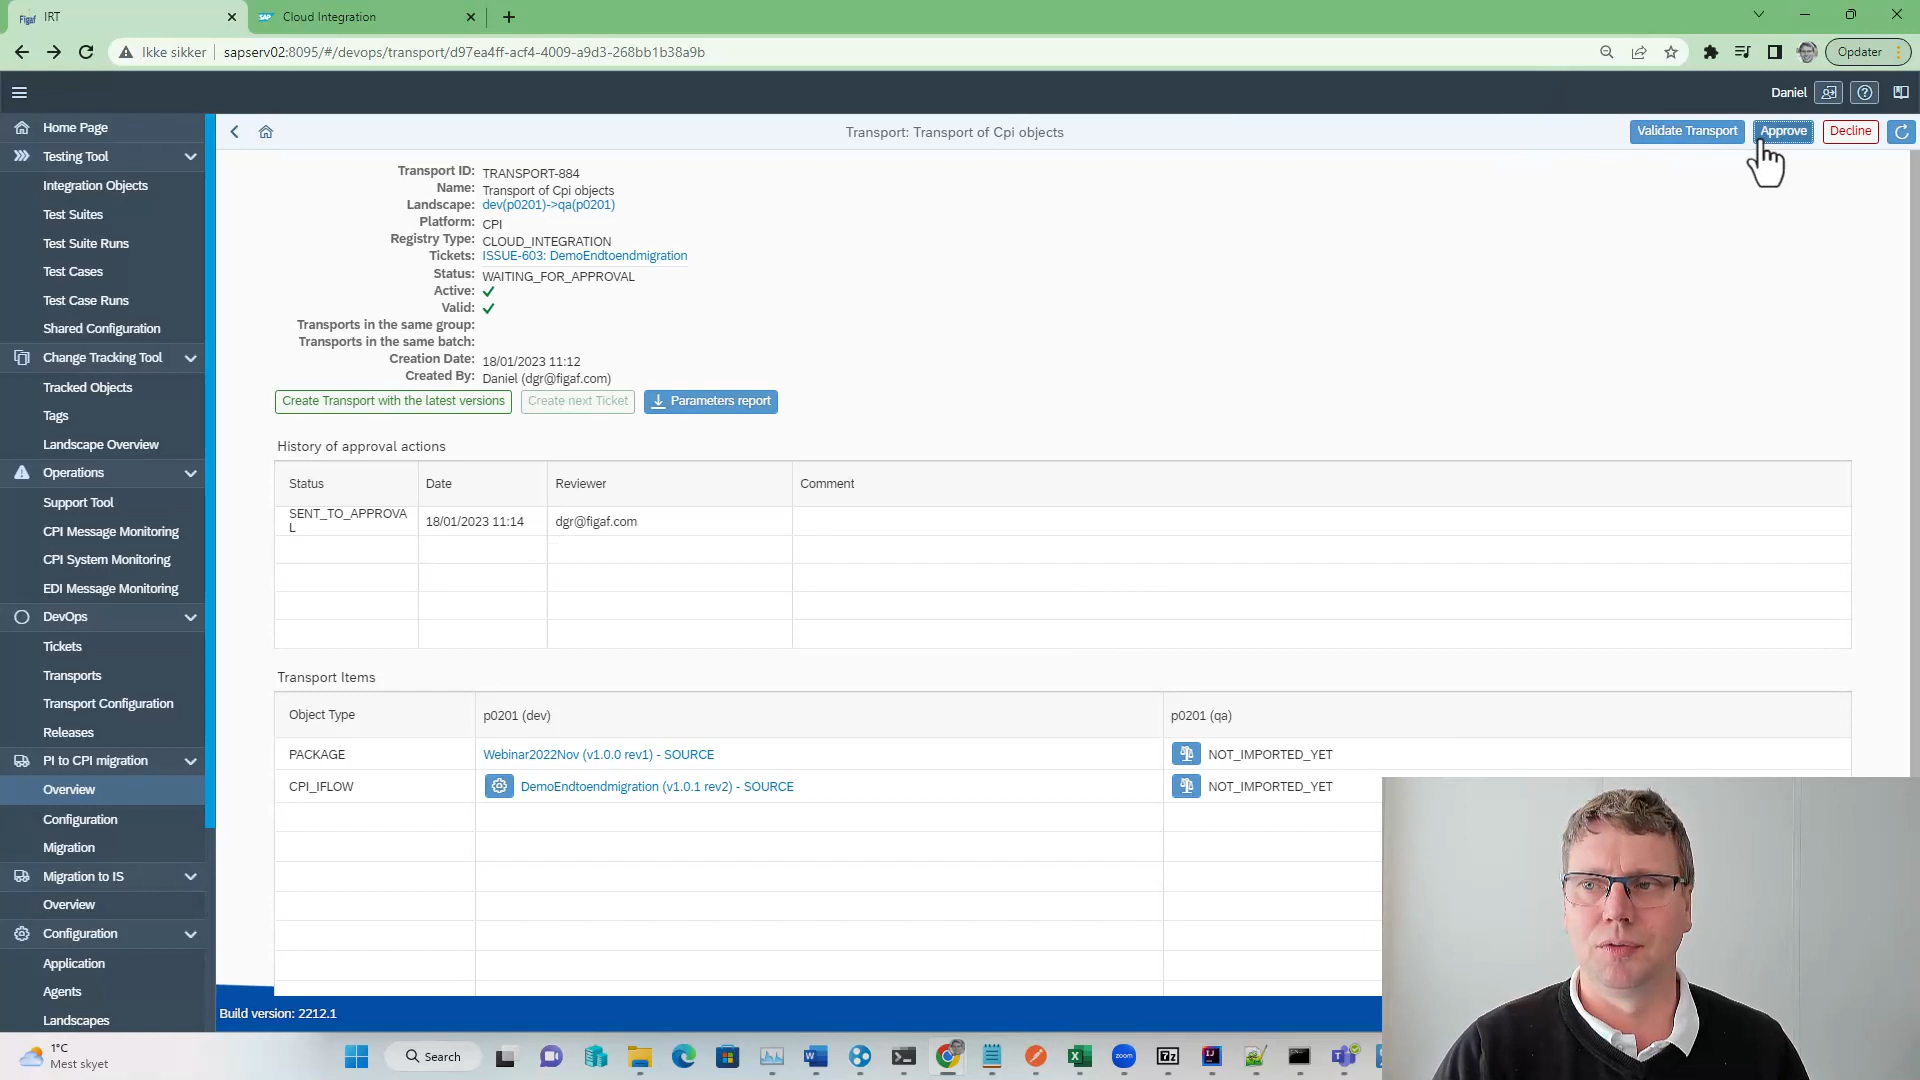 Figaf IRT
SAP Cloud Integration
Ikke sikker
sapserv02:8095/#/devops/transport/d97ea4ff-acf4-4009-a9d3-268bb1b38a9b
Opdater
Daniel
Home Page
Testing Tool
Integration Objects
Test Suites
Test Suite Runs
Test Cases
Test Case Runs
Shared Configuration
Change Tracking Tool
Tracked Objects
Tags
Landscape Overview
Operations
Support Tool
CPI Message Monitoring
CPI System Monitoring
EDI Message Monitoring
DevOps
Tickets
Transports
Transport Configuration
Releases
PI to CPI migration
Overview
Configuration
Migration
Migration to IS
Overview
Configuration
Application
Agents
Landscapes
Transport: Transport of Cpi objects
Validate Transport Approve Decline
Transport ID: TRANSPORT-884
Name: Transport of Cpi objects
Landscape: dev(p0201)->qa(p0201)
Platform: CPI
Registry Type: CLOUD_INTEGRATION
Tickets: ISSUE-603: DemoEndtoendmigration
Status: WAITING_FOR_APPROVAL
Active:
Valid:
Transports in the same group:
Transports in the same batch:
Creation Date: 18/01/2023 11:12
Created By: Daniel (dgr@figaf.com)
Create Transport with the latest versions Create next Ticket Parameters report
History of approval actions
Status Date Reviewer Comment
SENT_TO_APPROVA
L 18/01/2023 11:14 dgr@figaf.com
Transport Items
Object Type p0201 (dev) p0201 (qa)
PACKAGE Webinar2022Nov (v1.0.0 rev1) - SOURCE NOT_IMPORTED_YET
CPI_IFLOW DemoEndtoendmigration (v1.0.1 rev2) - SOURCE NOT_IMPORTED_YET
Build version: 2212.1
1°C
Mest skyet
Search
zoom